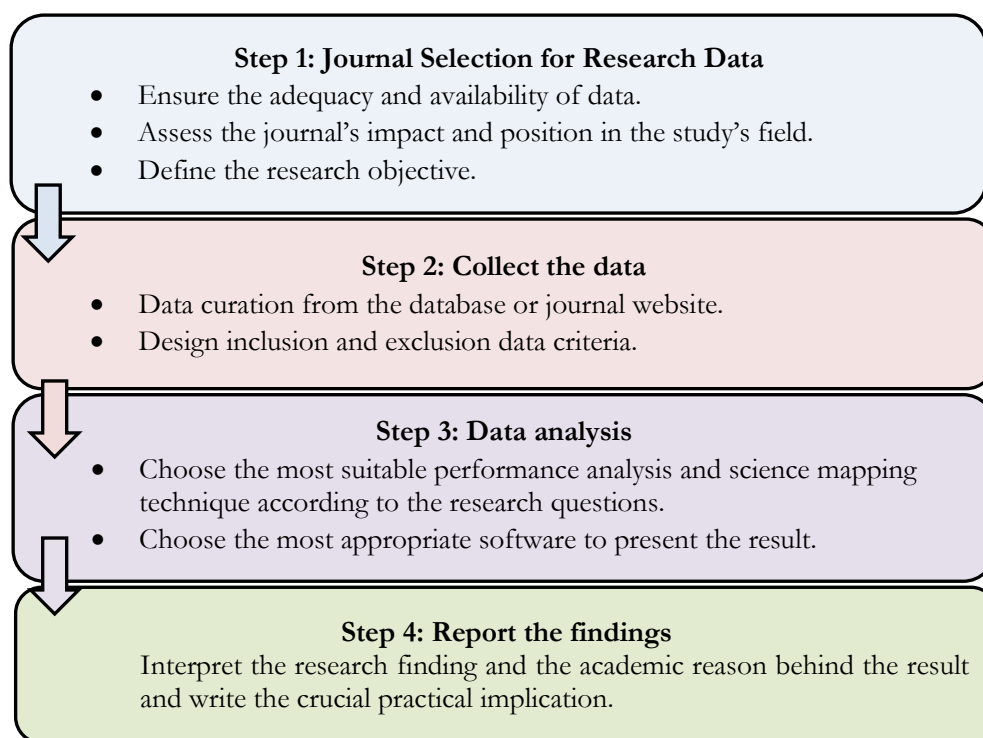 Step 1: Journal Selection for Research Data
• Ensure the adequacy and availability of data.
• Assess the journal’s impact and position in the study’s field.
• Define the research objective.
Step 2: Collect the data
• Data curation from the database or journal website.
• Design inclusion and exclusion data criteria.
Step 3: Data analysis
• Choose the most suitable performance analysis and science mapping
technique according to the research questions.
• Choose the most appropriate software to present the result.
Step 4: Report the findings
Interpret the research finding and the academic reason behind the result
and write the crucial practical implication.